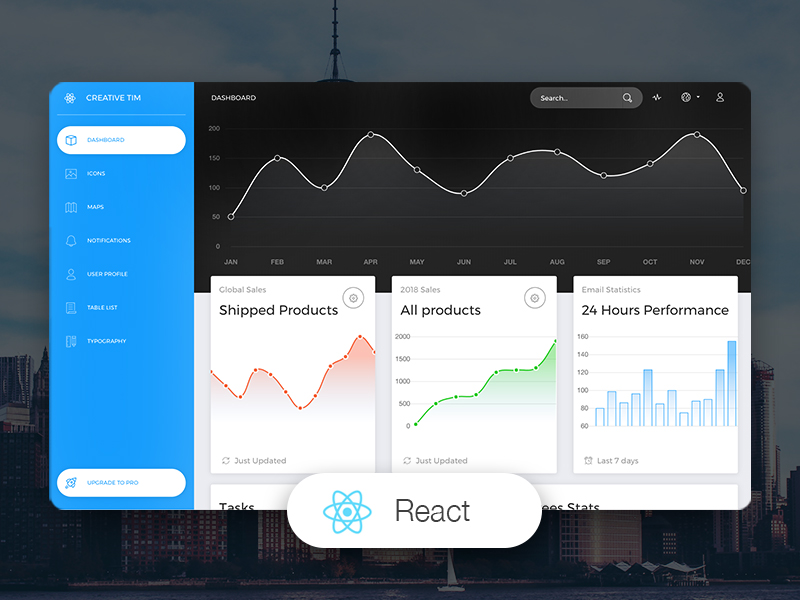 CREATIVE TIM
DASHBOARD
ICONS
MAPS
NOTIFICATIONS
USER PROFILE
TABLE LIST
TYPOGRAPHY
UPGRADE TO PRO
DASHBOARD
Search..
200
150
100
50
0
JAN FEB MAR APR MAY JUN JUL AUG SEP OCT NOV DEC
Global Sales
Shipped Products
Just Updated
2018 Sales
All products
2000
1500
1000
500
0
Just Updated
Email Statistics
24 Hours Performance
160
140
120
100
80
60
Last 7 days
Tasks
Stats
React